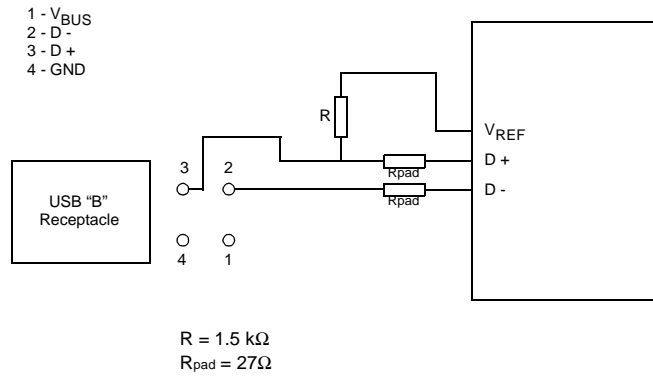 1 - VBUS
2 - D -
3 - D +
4 - GND
R
VREF
3
2
D +
Rpad
D -
Rpad
USB “B”
Receptacle
4
1
R = 1.5 kΩ
Rpad = 27Ω